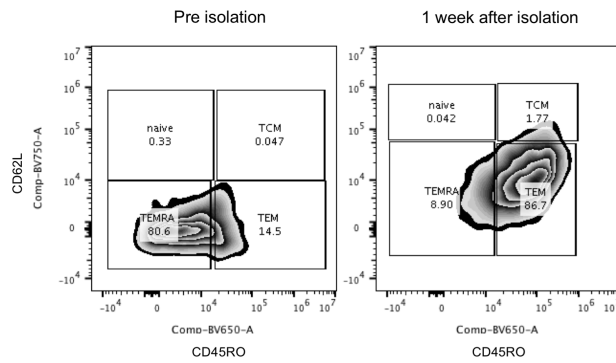 Pre isolation
1 week after isolation
10^7
10^6
10^5
10^4
0
-10^4
naive
0.33
TCM
0.047
TEMRA
80.6
TEM
14.5
-10^4
0
10^4
10^5
10^6
10^7
Comp-BV650-A
CD45RO
CD62L
Comp-BV750-A
10^7
10^6
10^5
10^4
0
-10^4
naive
0.042
TCM
1.77
TEMRA
8.90
TEM
86.7
-10^4
0
10^4
10^5
10^6
10
Comp-BV650-A
CD45RO